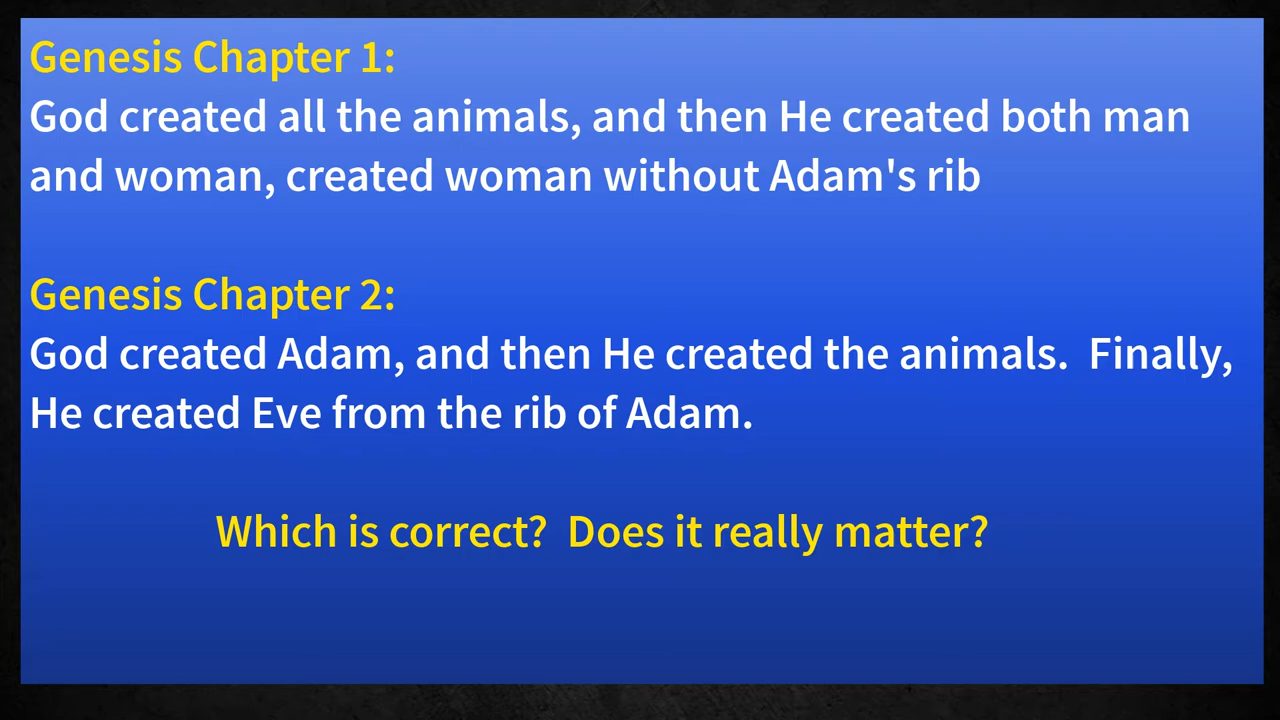 Genesis Chapter 1:
God created all the animals, and then He created both man
and woman, created woman without Adam's rib
Genesis Chapter 2:
God created Adam, and then He created the animals.  Finally,
He created Eve from the rib of Adam.
Which is correct?  Does it really matter?